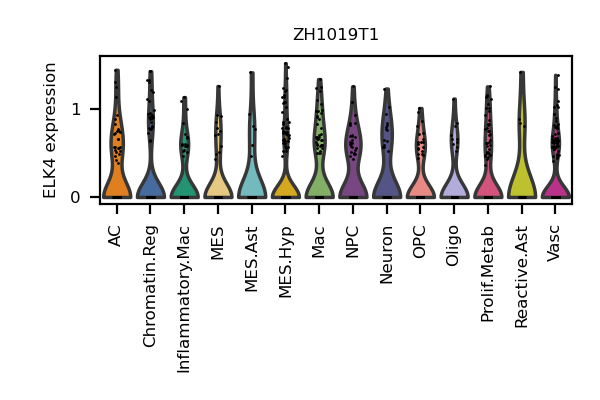 ZH1019T1
ELK4 expression
1
0
AC
Chromatin.Reg
Inflammatory.Mac
MES
MES.Ast
MES.Hyp
Mac
NPC
Neuron
OPC
Oligo
Prolif.Metab
Reactive.Ast
Vasc